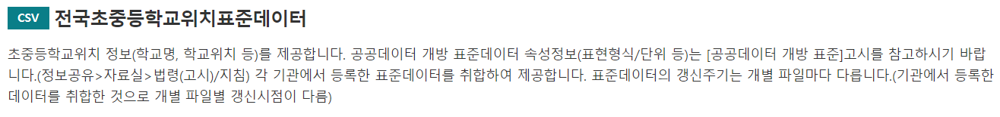 CSV 전국초중등학교위치표준데이터
초중등학교위치 정보(학교명, 학교위치 등)를 제공합니다. 공공데이터 개방 표준데이터 속성정보(표현형식/단위 등)는 [공공데이터 개방 표준]고시를 참고하시기 바랍
니다.(정보공유>자료실>법령(고시)/지침) 각 기관에서 등록한 표준데이터를 취합하여 제공합니다. 표준데이터의 갱신주기는 개별 파일마다 다릅니다.(기관에서 등록한
데이터를 취합한 것으로 개별 파일별 갱신시점이 다름)